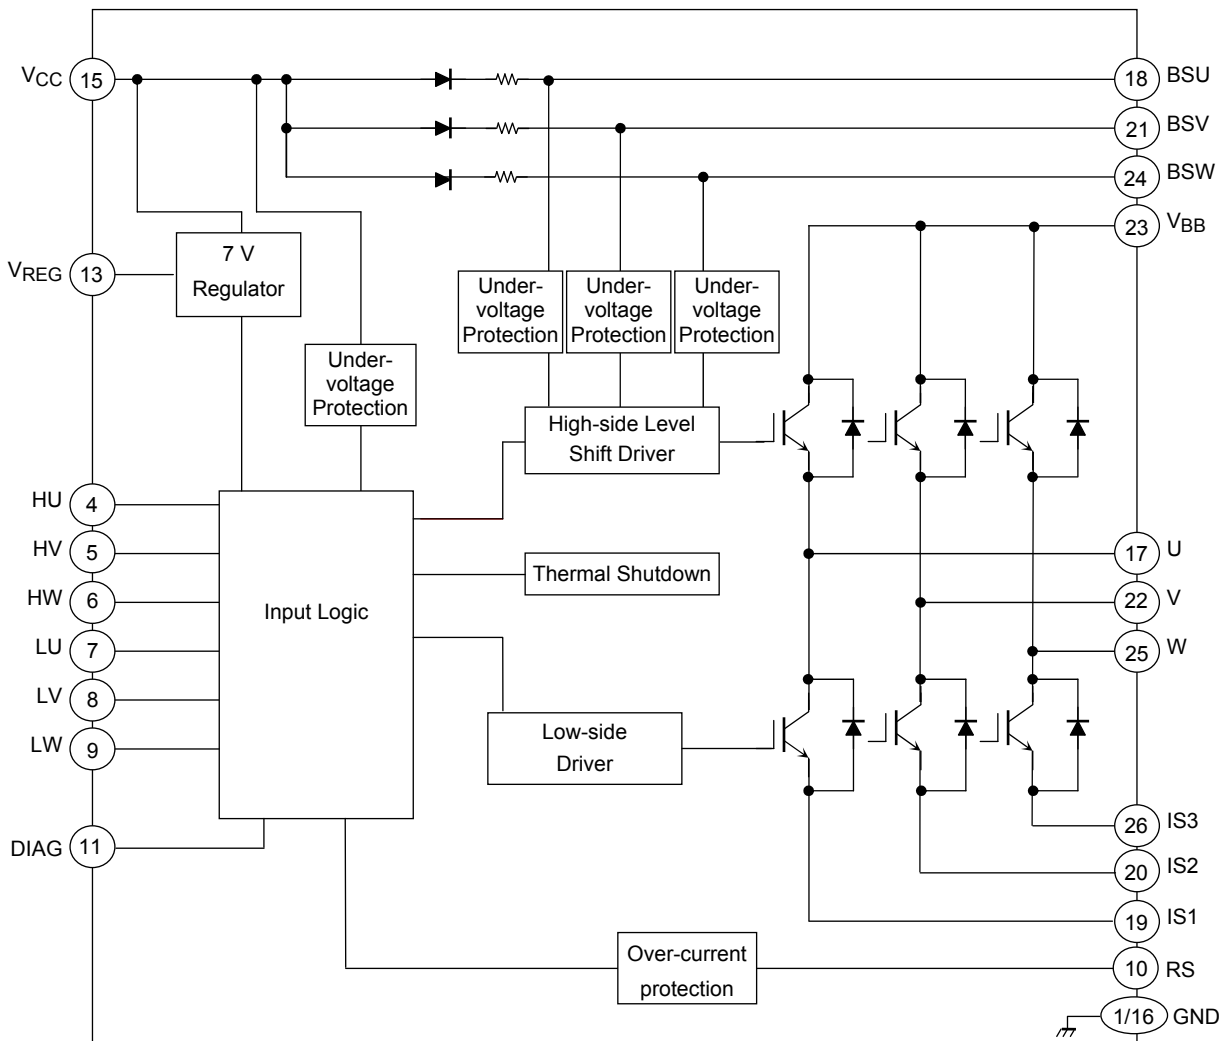 VCC 15
18 BSU
21 BSV
24 BSW
23 VBB
VREG 13
7 V
Regulator
Under-
voltage
Protection
Under-
voltage
Protection
Under-
voltage
Protection
Under-
voltage
Protection
High-side Level
Shift Driver
HU 4
HV 5
HW 6
LU 7
LV 8
LW 9
DIAG 11
Input Logic
Thermal Shutdown
Low-side
Driver
17 U
22 V
25 W
26 IS3
20 IS2
19 IS1
Over-current
protection
10 RS
1/16 GND